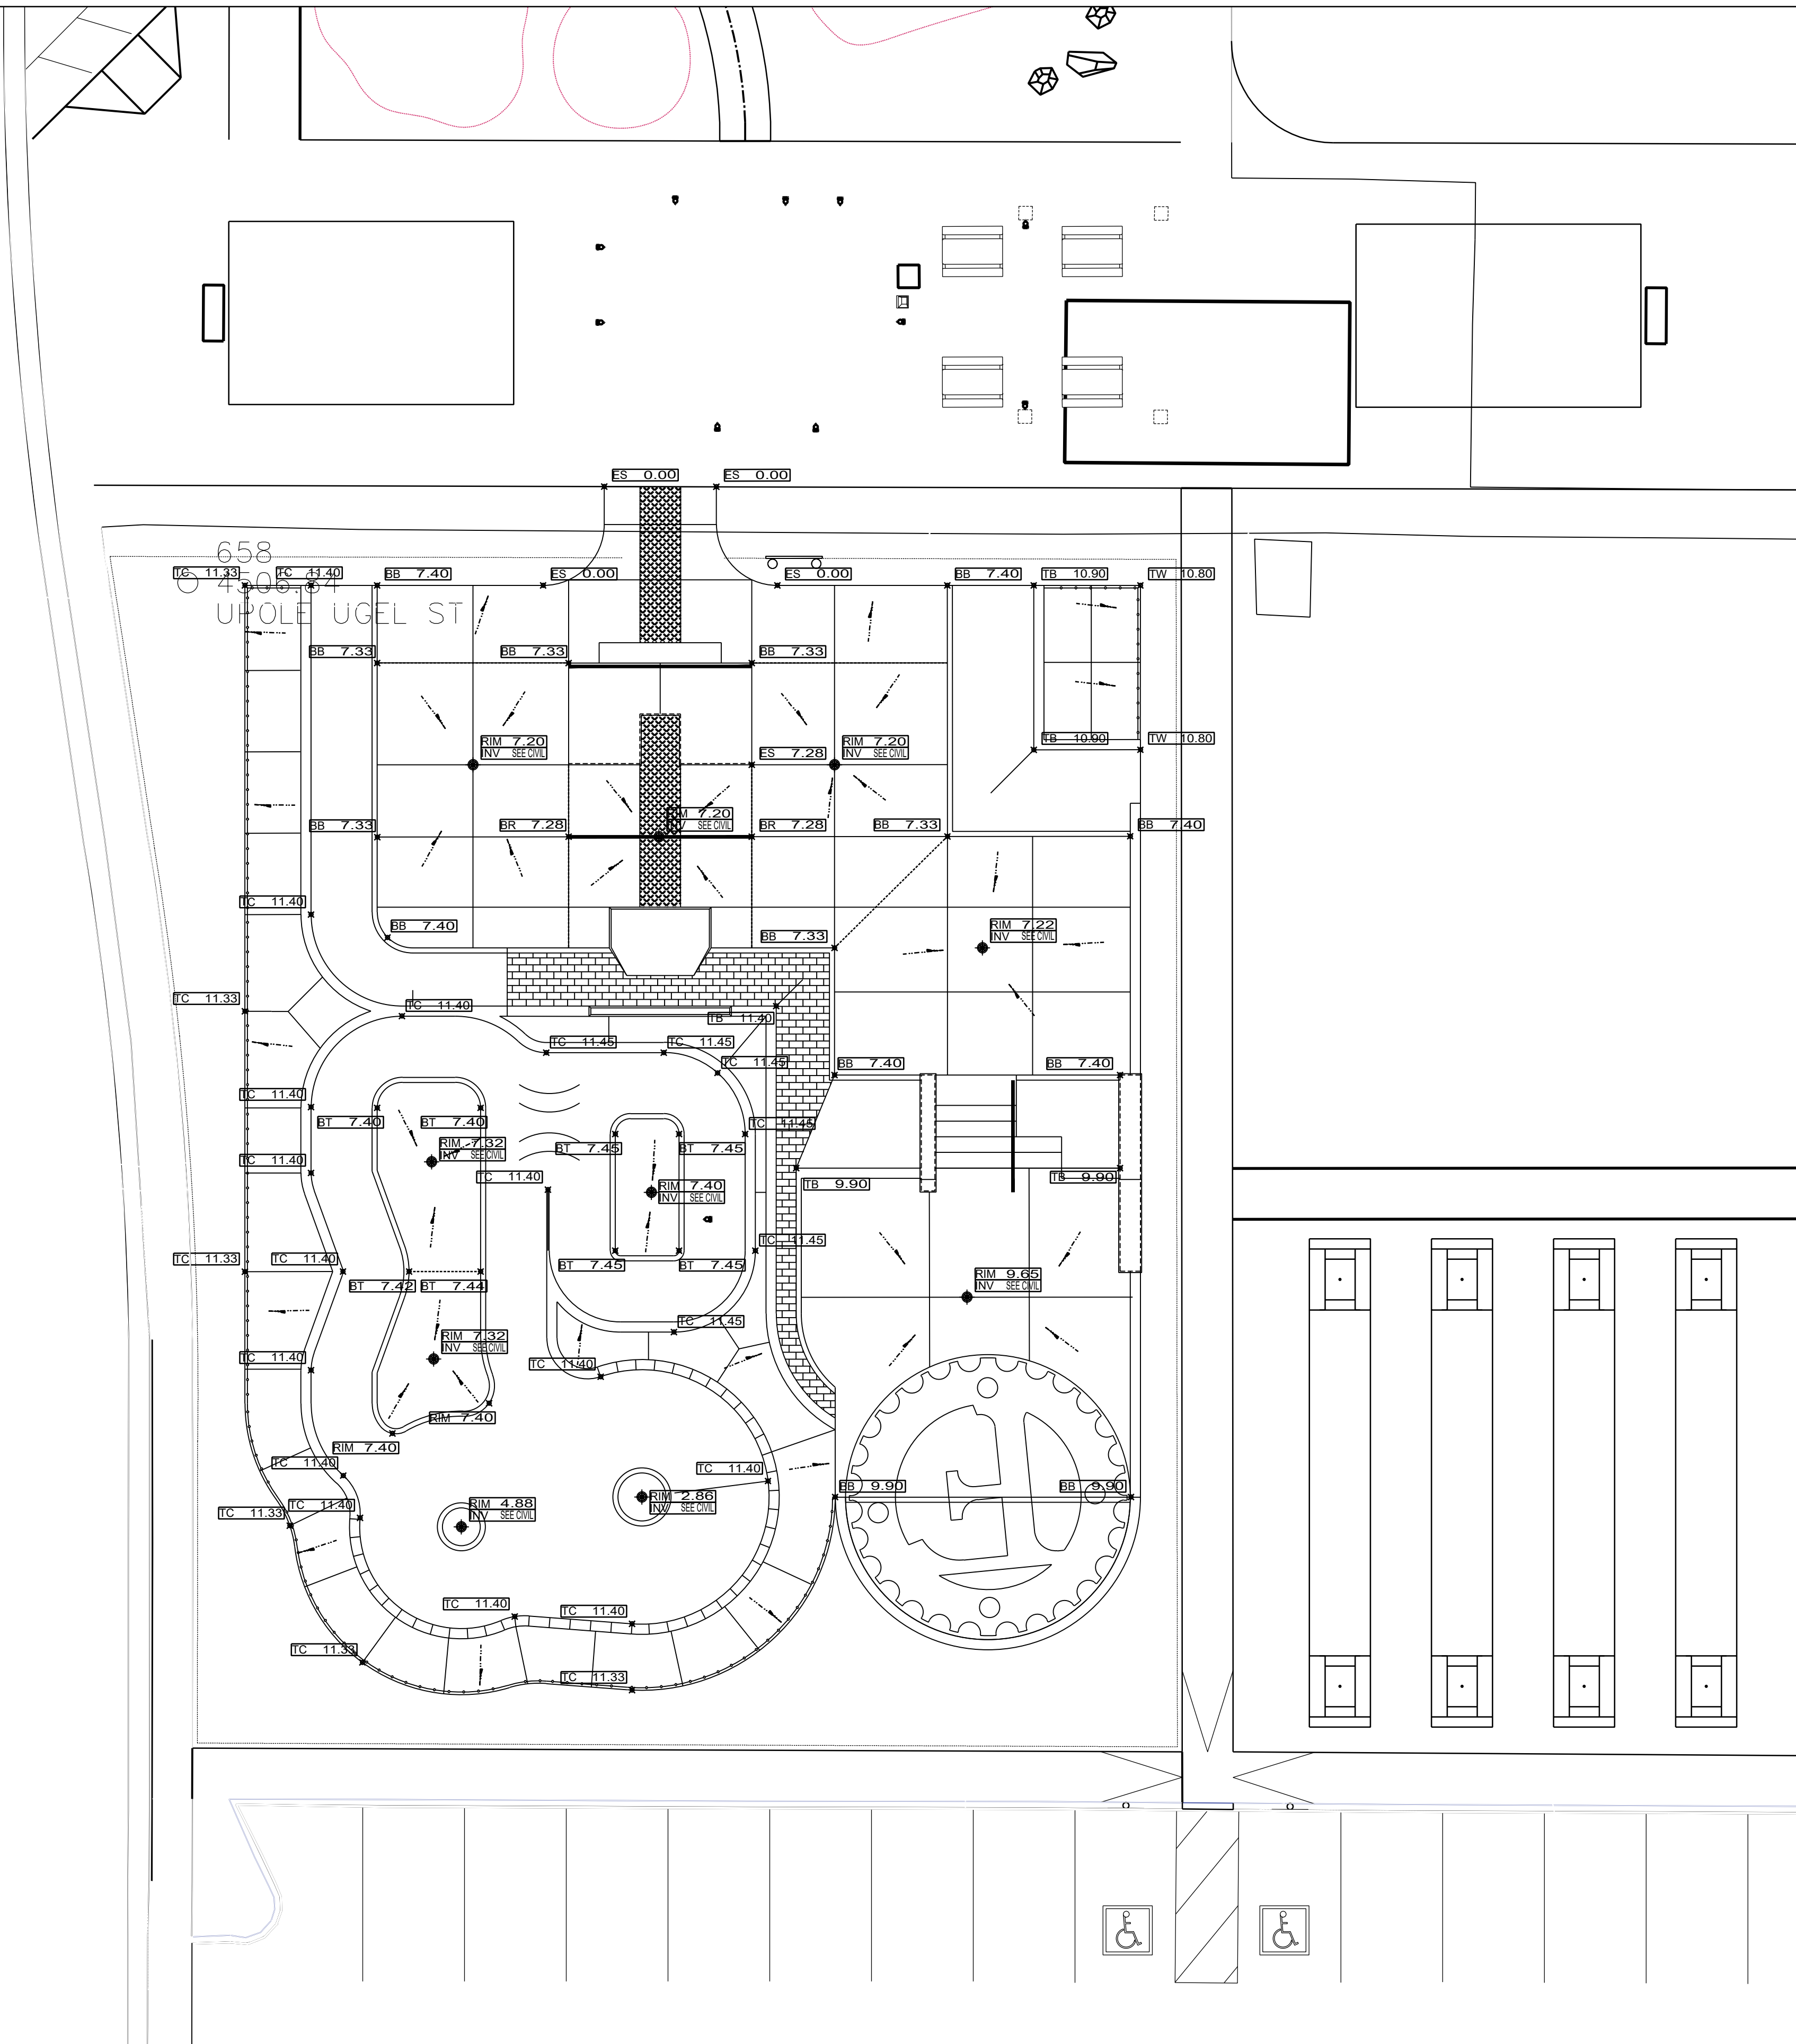 ES 0.00
ES 0.00
658
TC 11.33
TC 11.40
BB 7.40
ES 0.00
ES 0.00
BB 7.40
TB 10.90
TW 10.80
UPOLE UGEL ST
BB 7.33
BB 7.33
BB 7.33
RIM 7.20
INV SEE CIVIL
ES 7.28
RIM 7.20
INV SEE CIVIL
TB 10.90
TW 10.80
7.20
SEE CIVIL
BB 7.33
BR 7.28
BR 7.28
BB 7.33
BB 7.40
TC 11.40
BB 7.40
BB 7.33
RIM 7.22
INV SEE CIVIL
TC 11.33
TC 11.40
TB 11.40
TC 11.45
TC 11.45
TC 11.45
BB 7.40
BB 7.40
TC 11.40
BT 7.40
BT 7.40
TC 11.45
RIM 7.32
INV SEE CIVIL
BT 7.45
BT 7.45
TC 11.40
TC 11.40
RIM 7.40
INV SEE CIVIL
TB 9.90
TB 9.90
TC 11.45
TC 11.33
TC 11.40
BT 7.45
BT 7.45
BT 7.42
BT 7.44
RIM 9.65
INV SEE CIVIL
TC 11.45
RIM 7.32
INV SEE CIVIL
TC 11.40
TC 11.40
RIM 7.40
RIM 7.40
TC 11.40
TC 11.40
BB 9.90
BB 9.90
TC 11.33
TC 11.40
RIM 4.88
INV SEE CIVIL
RIM 2.86
INV SEE CIVIL
TC 11.40
TC 11.40
TC 11.33
TC 11.33